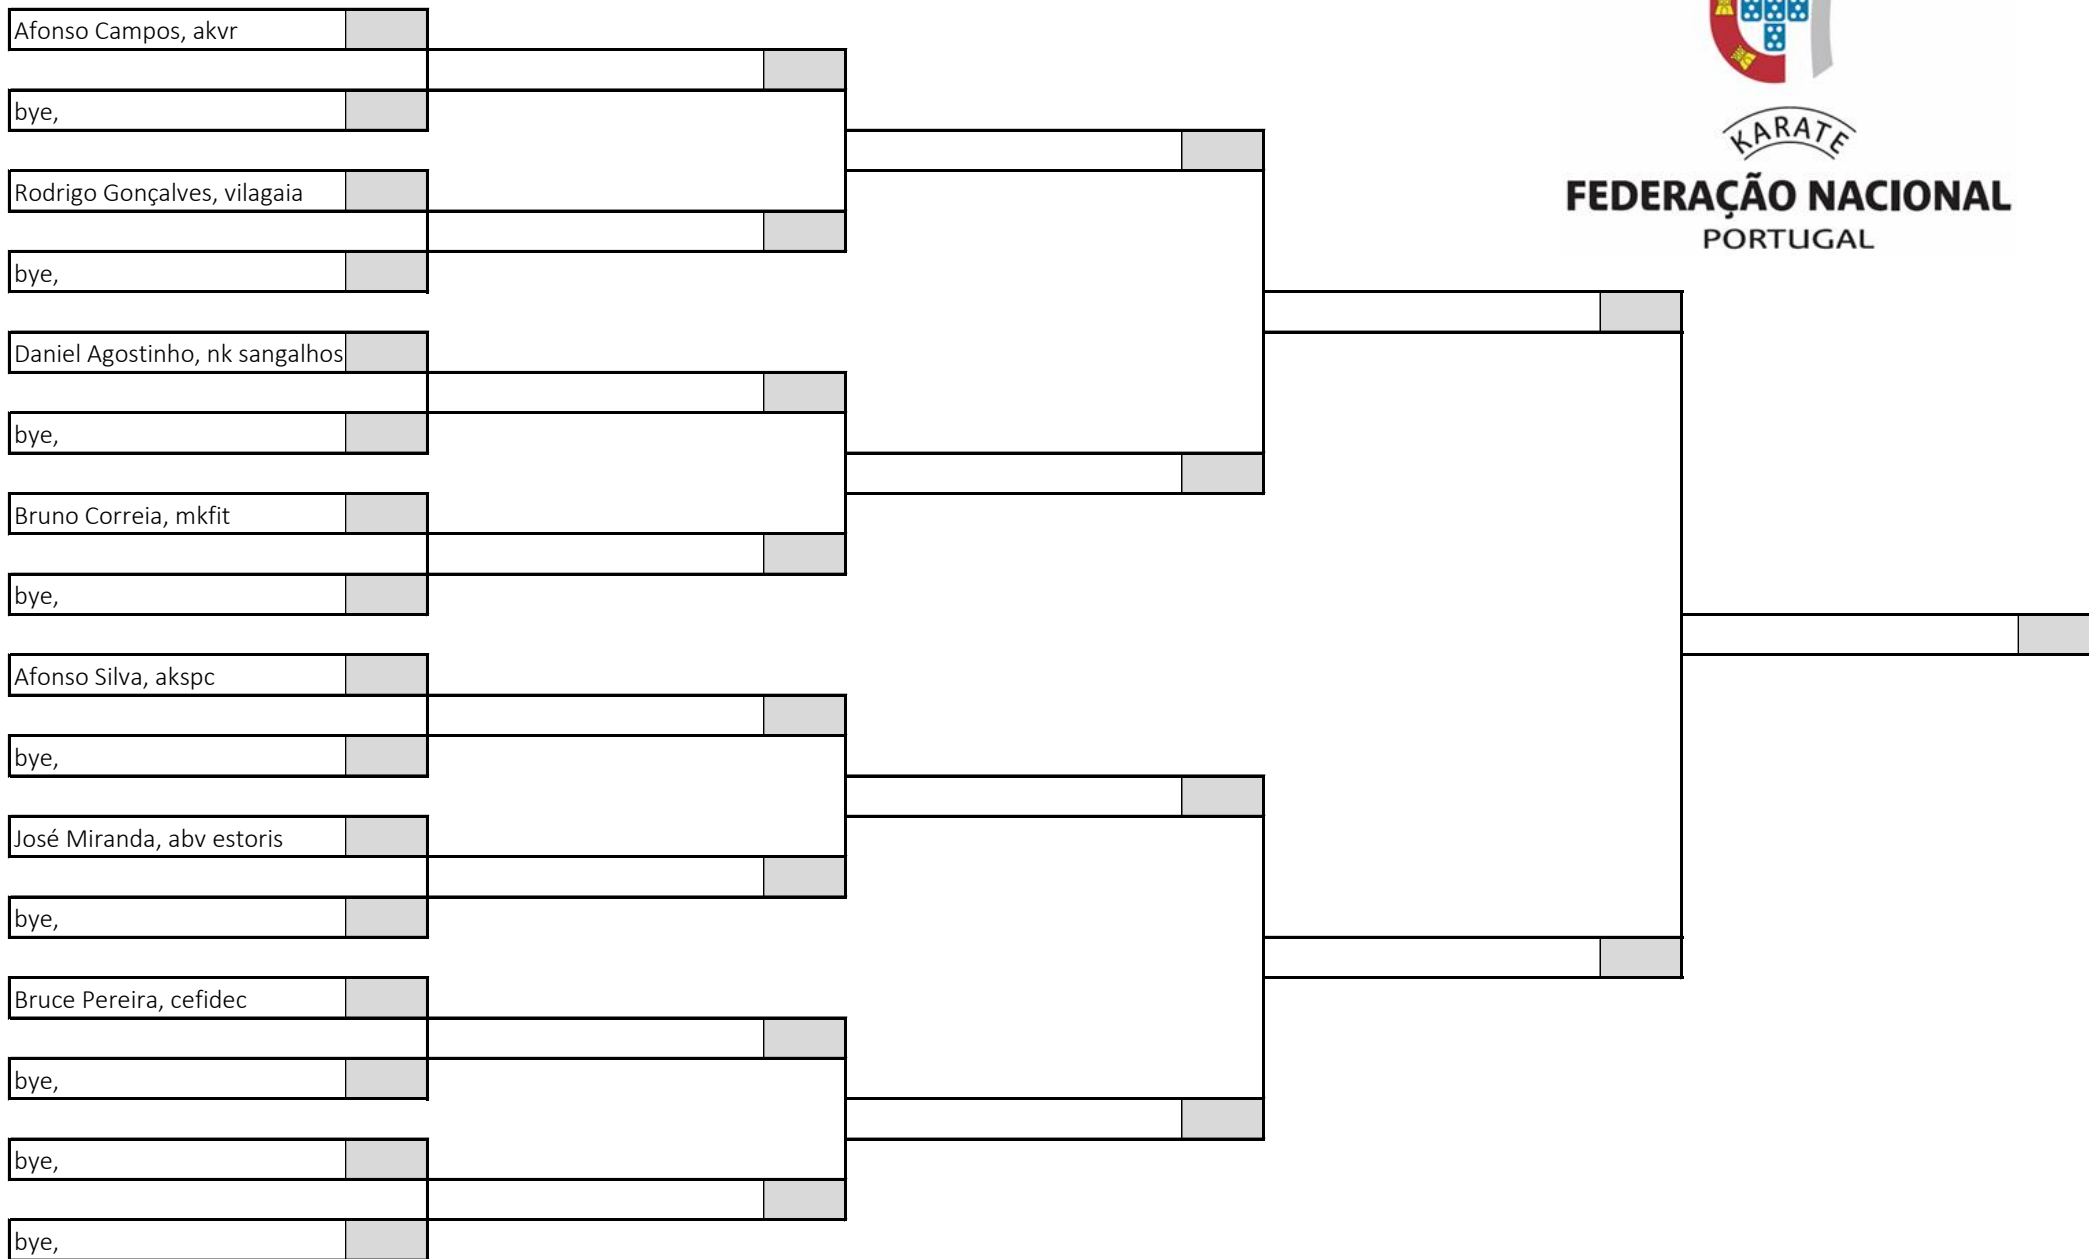 Afonso Campos, akvr
bye,
Rodrigo Gonçalves, vilagaia
bye,
Daniel Agostinho, nk sangalhos
bye,
Bruno Correia, mkfit
bye,
Afonso Silva, akspc
bye,
José Miranda, abv estoris
bye,
Bruce Pereira, cefidec
bye,
bye,
bye,
KARATE
FEDERAÇÃO NACIONAL
PORTUGAL